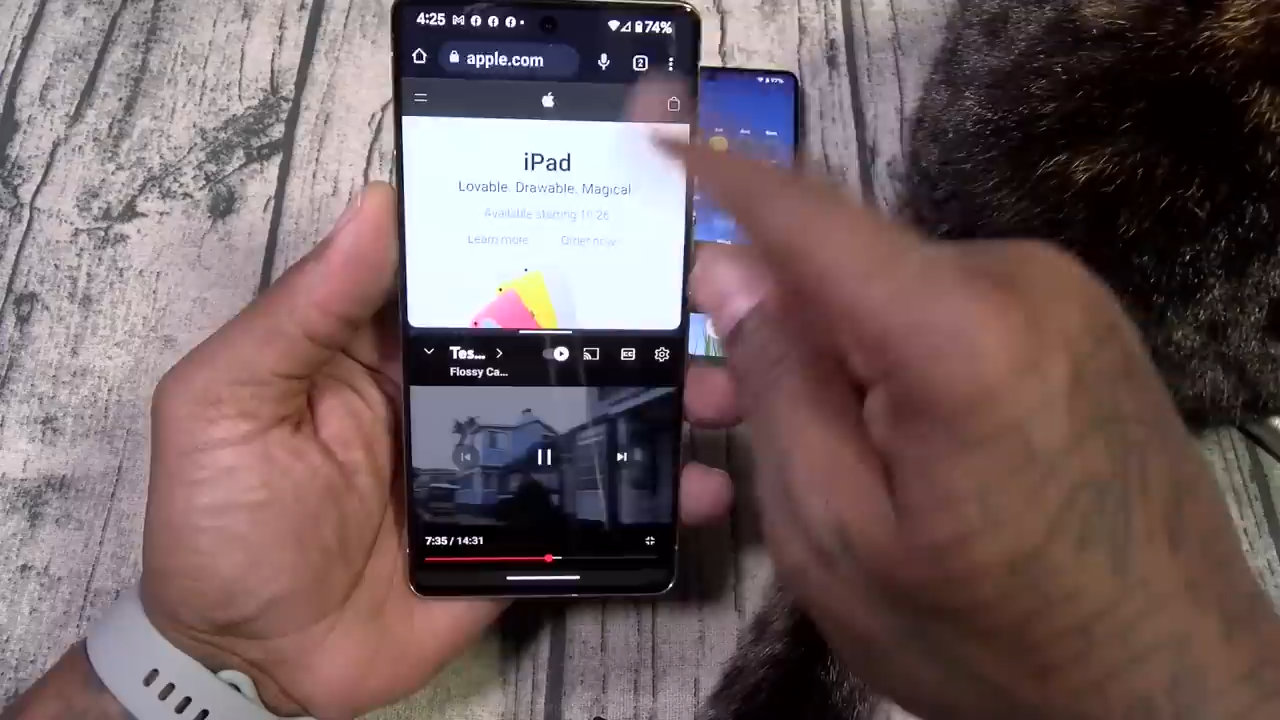 4:25
74%
apple.com
2
iPad
Lovable. Drawable. Magical
Available starting 10.26
Learn more
Order now
Tes...
Flossy Ca...
CC
7:35 / 14:31